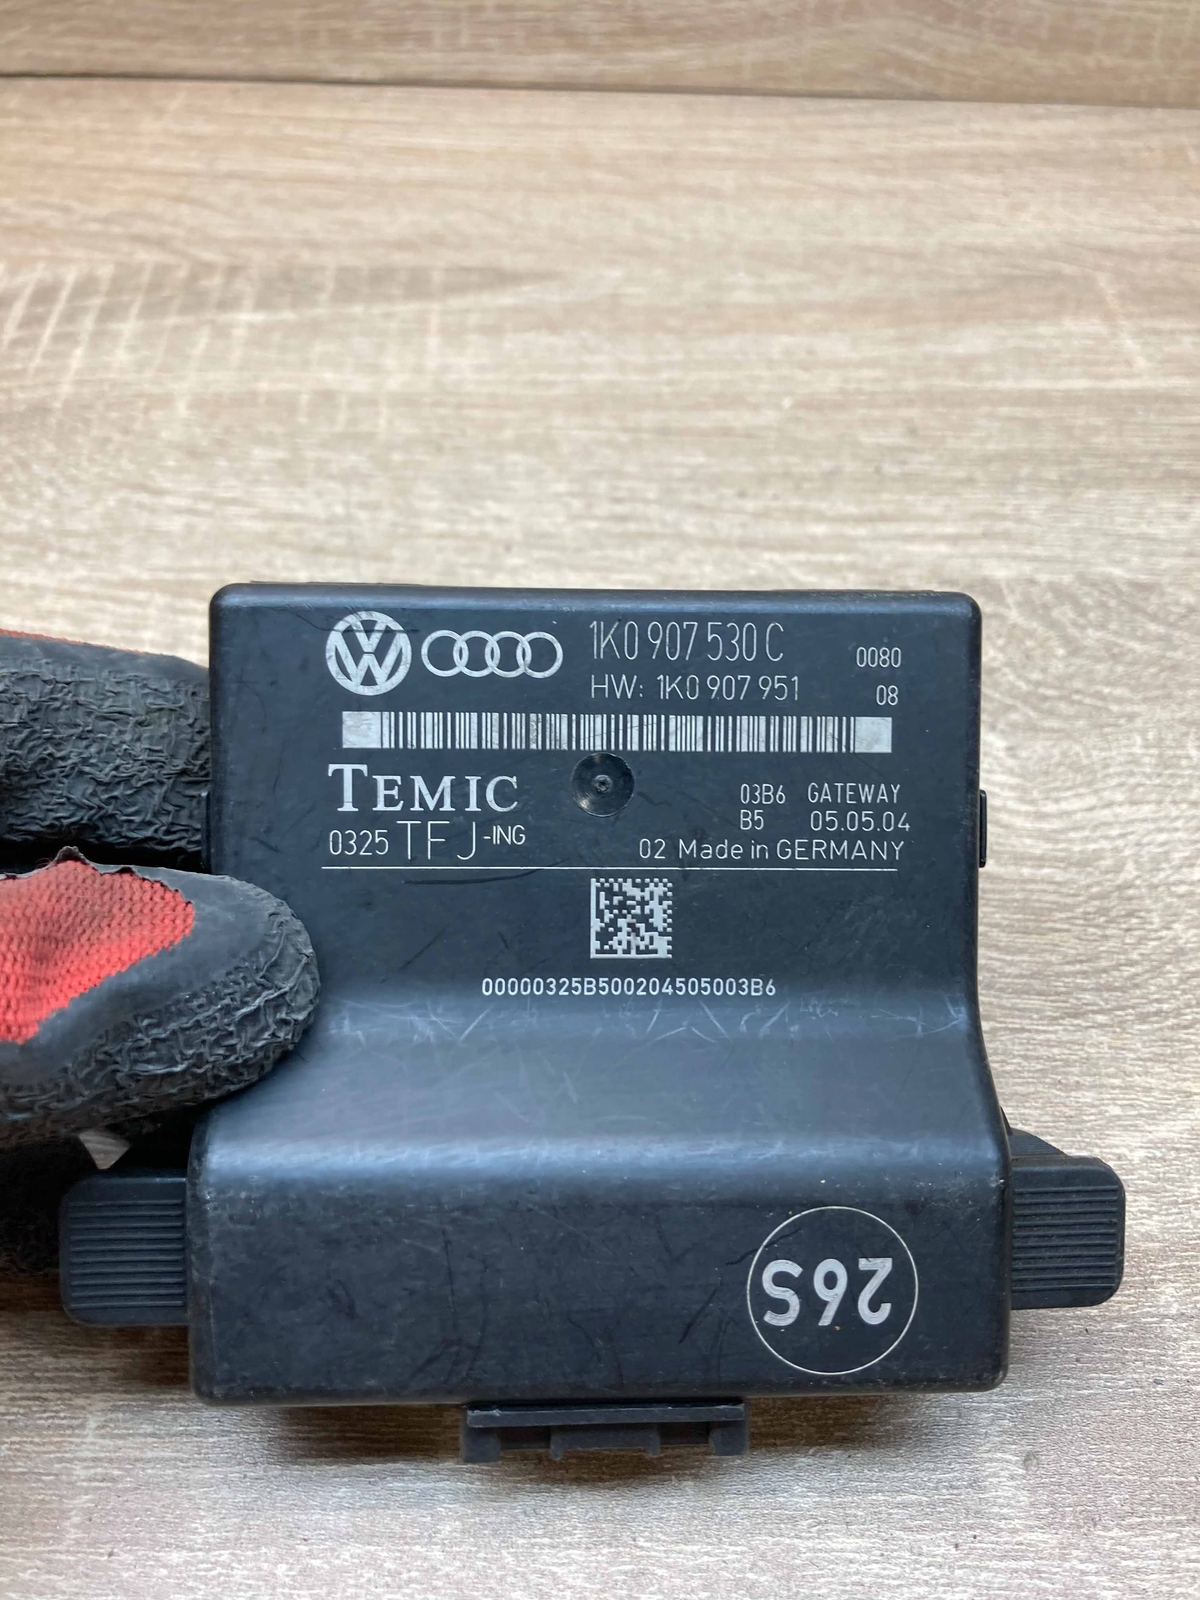 1K0 907 530 C 0080
HW: 1K0 907 951 08
TEMIC
03B6 GATEWAY
B5 05.05.04
0325 TFJ-ING
02 Made in GERMANY
00000325B500204505003B6
26S